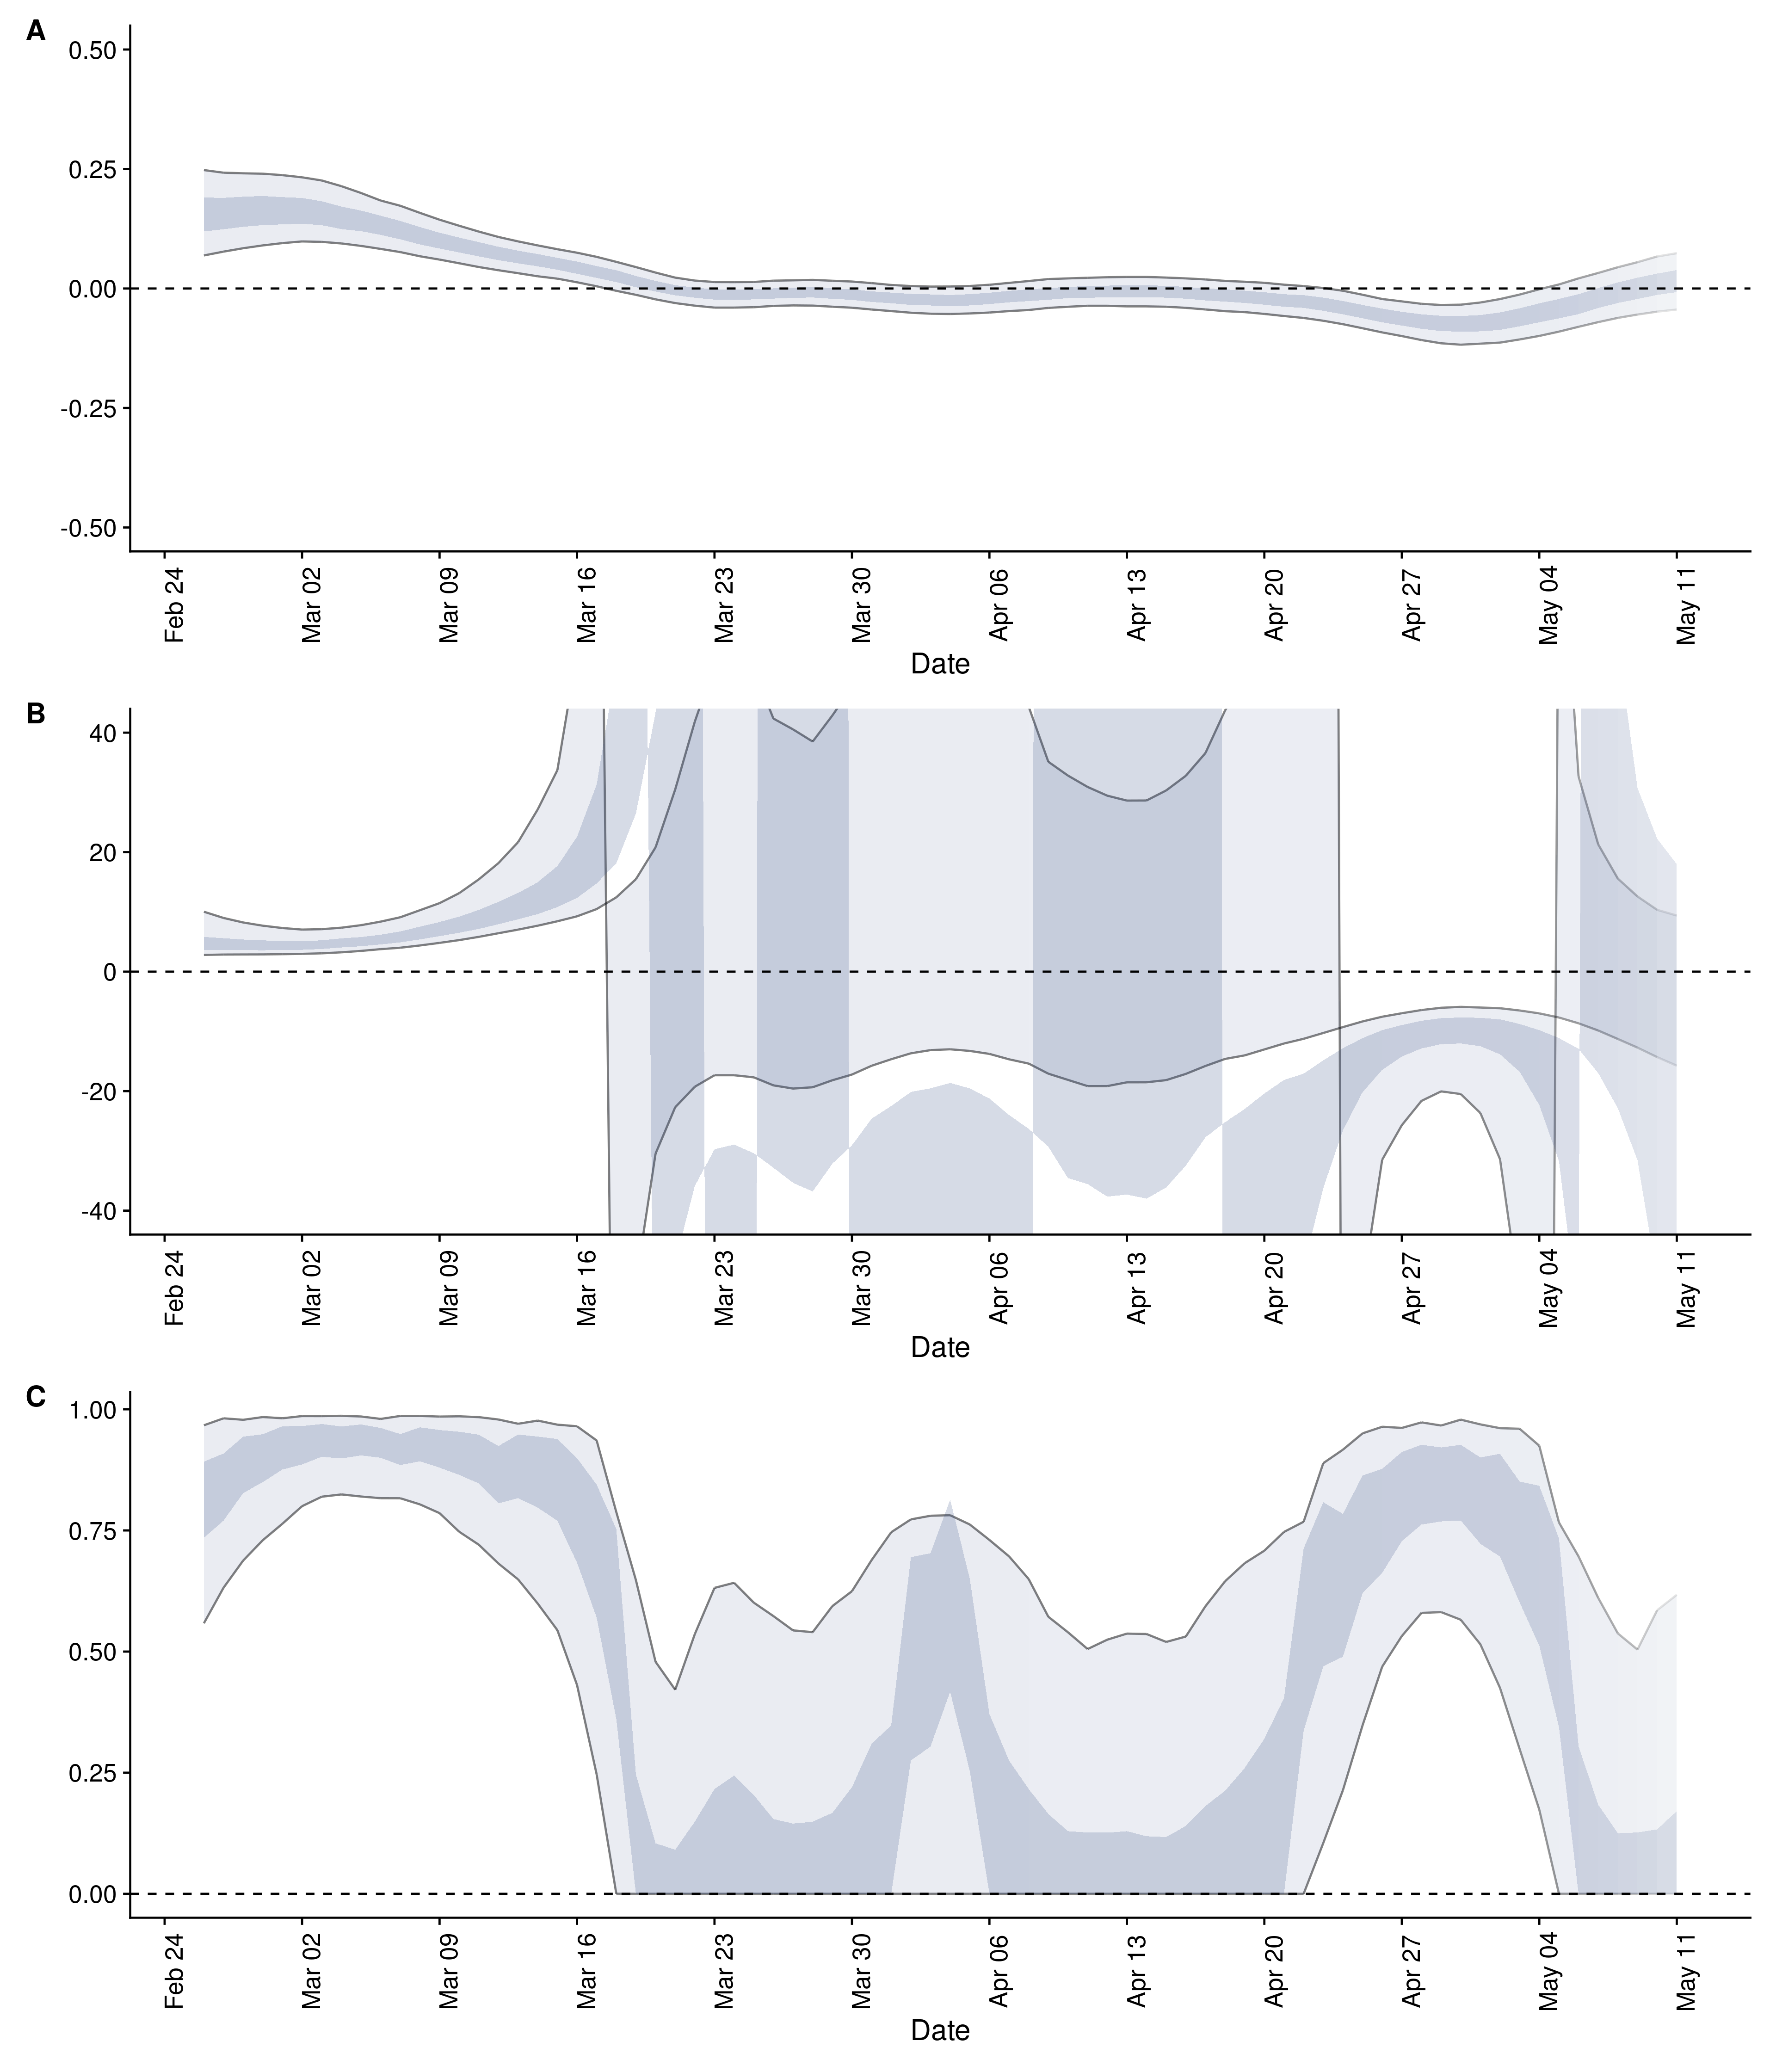 A
0.50
0.25
0.00
-0.25
-0.50
Feb 24
Mar 02
Mar 09
Mar 16
Mar 23
Mar 30
Apr 06
Apr 13
Apr 20
Apr 27
May 04
May 11
Date
B
40
20
0
-20
-40
Feb 24
Mar 02
Mar 09
Mar 16
Mar 23
Mar 30
Apr 06
Apr 13
Apr 20
Apr 27
May 04
May 11
Date
C
1.00
0.75
0.50
0.25
0.00
Feb 24
Mar 02
Mar 09
Mar 16
Mar 23
Mar 30
Apr 06
Apr 13
Apr 20
Apr 27
May 04
May 11
Date